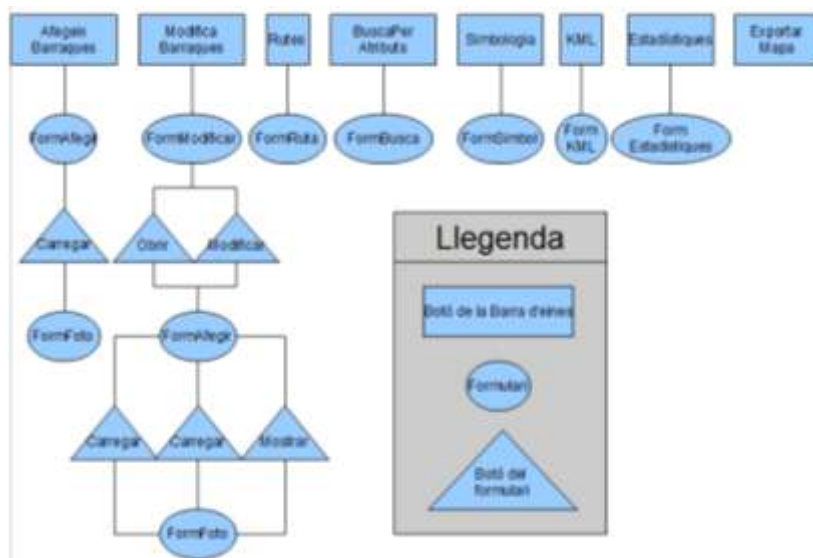 Afegeix
Barraques
Modifica
Barraques
Rutes
BuscaPer
Atributs
Simbologia
KML
Estadístiques
Exportar
Mapa
FormAfegir
FormModificar
FormRuta
FormBusca
FormSimbol
Form
KML
Form
Estadístiques
Carregar
Obrir
Modificar
FormFoto
FormAfegir
Carregar
Carregar
Mostrar
FormFoto
Llegenda
Botó de la Barra d'eines
Formulari
Botó del
formulari